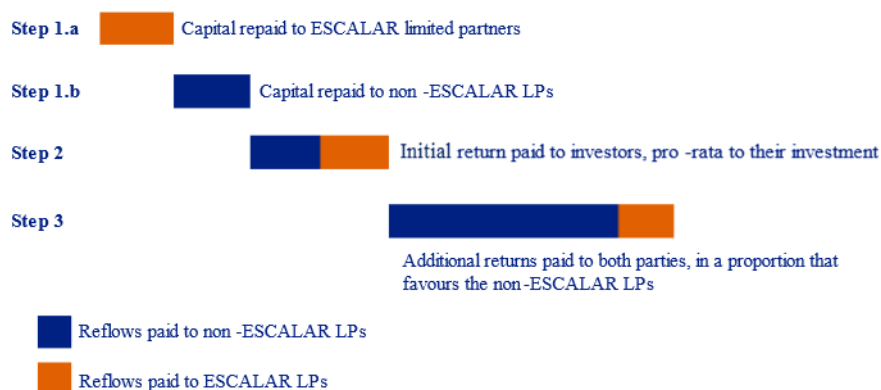 Step 1.a Capital repaid to ESCALAR limited partners
Step 1.b Capital repaid to non -ESCALAR LPs
Step 2 Initial return paid to investors, pro -rata to their investment
Step 3
Additional returns paid to both parties, in a proportion that
favours the non-ESCALAR LPs
Reflows paid to non -ESCALAR LPs
Reflows paid to ESCALAR LPs